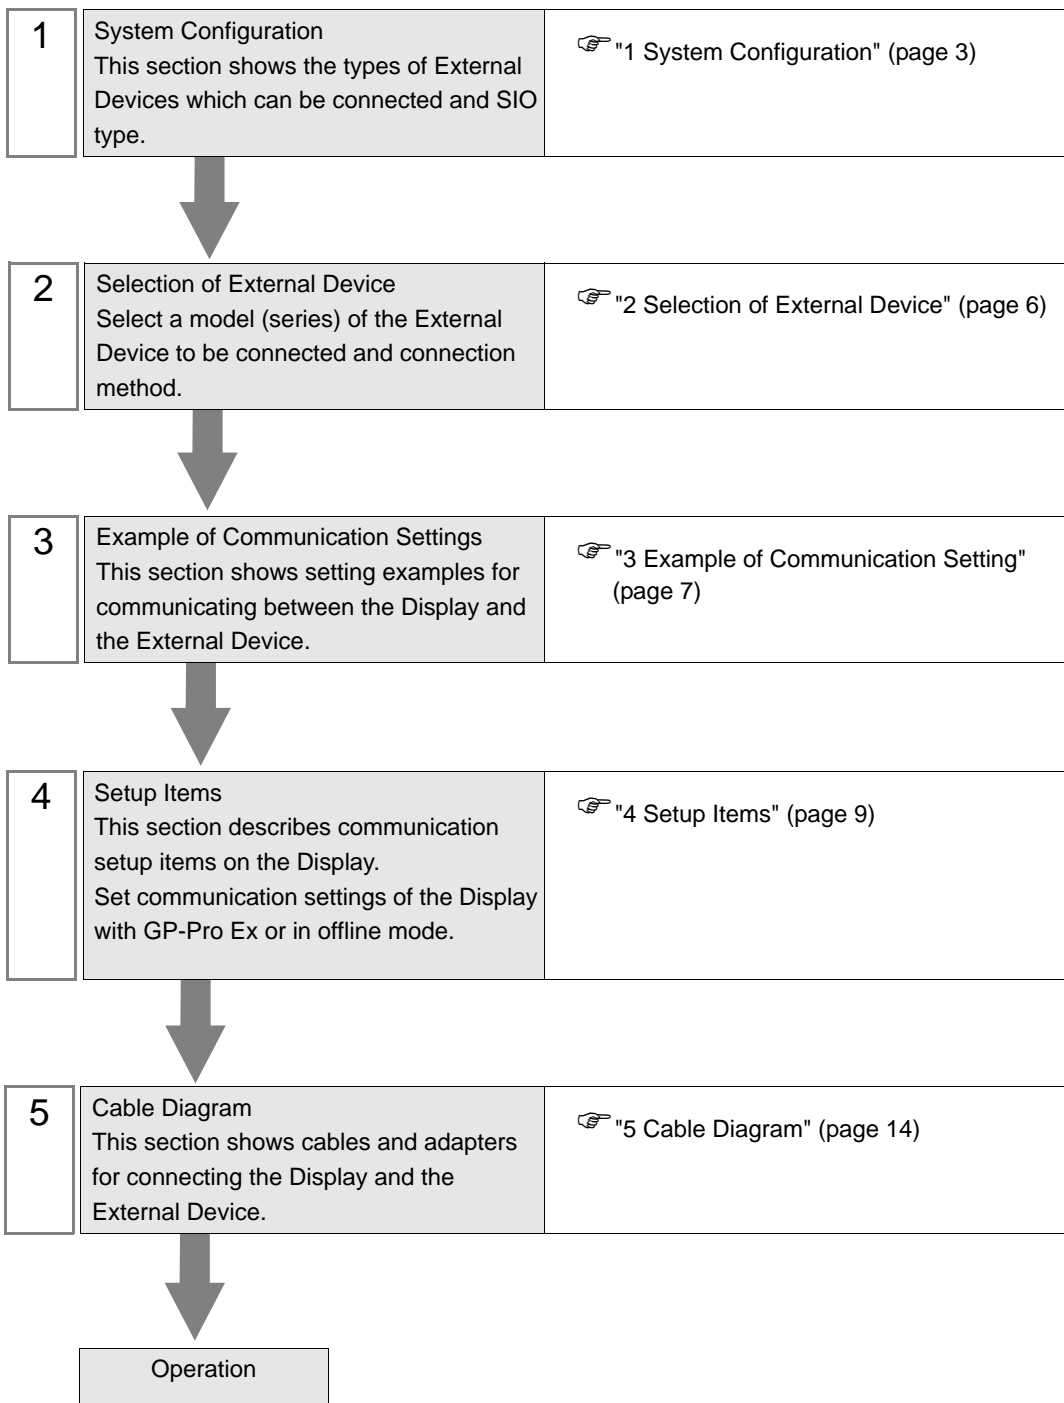 1
System Configuration
This section shows the types of External
Devices which can be connected and SIO
type.
"1 System Configuration" (page 3)
2
Selection of External Device
Select a model (series) of the External
Device to be connected and connection
method.
"2 Selection of External Device" (page 6)
3
Example of Communication Settings
This section shows setting examples for
communicating between the Display and
the External Device.
"3 Example of Communication Setting"
(page 7)
4
Setup Items
This section describes communication
setup items on the Display.
Set communication settings of the Display
with GP-Pro Ex or in offline mode.
"4 Setup Items" (page 9)
5
Cable Diagram
This section shows cables and adapters
for connecting the Display and the
External Device.
"5 Cable Diagram" (page 14)
Operation